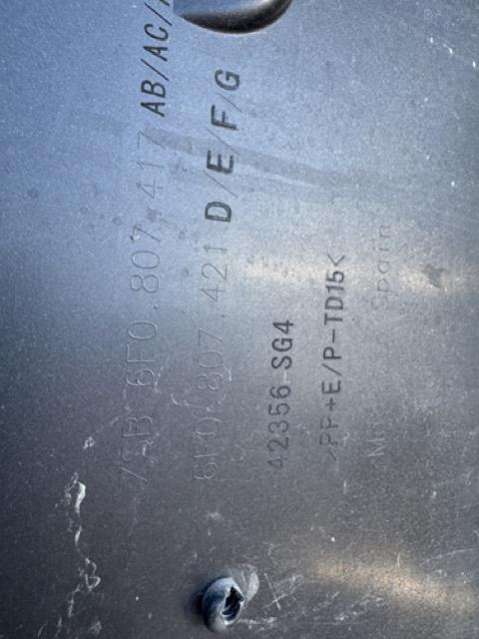 6F0.807.417 AB/AC/
6F0.807.421 D/E/F/G
42356 SG4
>PP+E/P-TD15<
Spain